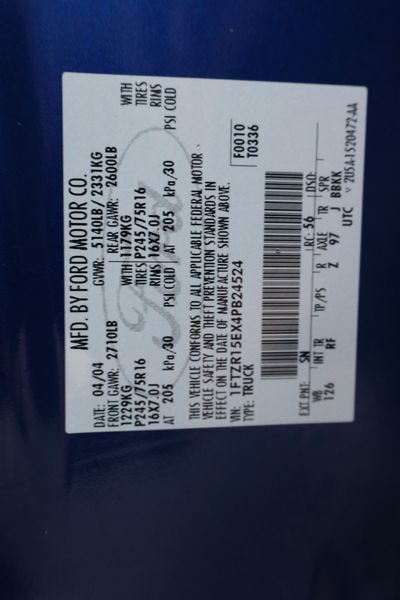 MFD. BY FORD MOTOR CO.
DATE: 04/04 GVWR: 5140LB / 2331KG
FRONT GAWR: 2710LB REAR GAWR: 2600LB
1229KG WITH 1179KG WITH
P245/75R16 TIRES P245/75R16 TIRES
16X7.0J RIMS 16X7.0J RIMS
AT 205 kPa/30 PSI COLD AT 205 kPa/30 PSI COLD
THIS VEHICLE CONFORMS TO ALL APPLICABLE FEDERAL MOTOR
VEHICLE SAFETY AND THEFT PREVENTION STANDARDS IN
EFFECT ON THE DATE OF MANUFACTURE SHOWN ABOVE.
VIN: 1FTZR15EX4PB24524
TYPE: TRUCK
F0010
T0336
EXT PNT: SN RC: 56 DSO:
WB INT TR TP/PS R AXLE TR SPR
126 RF Z 97 J BBKK
UTC
Ford